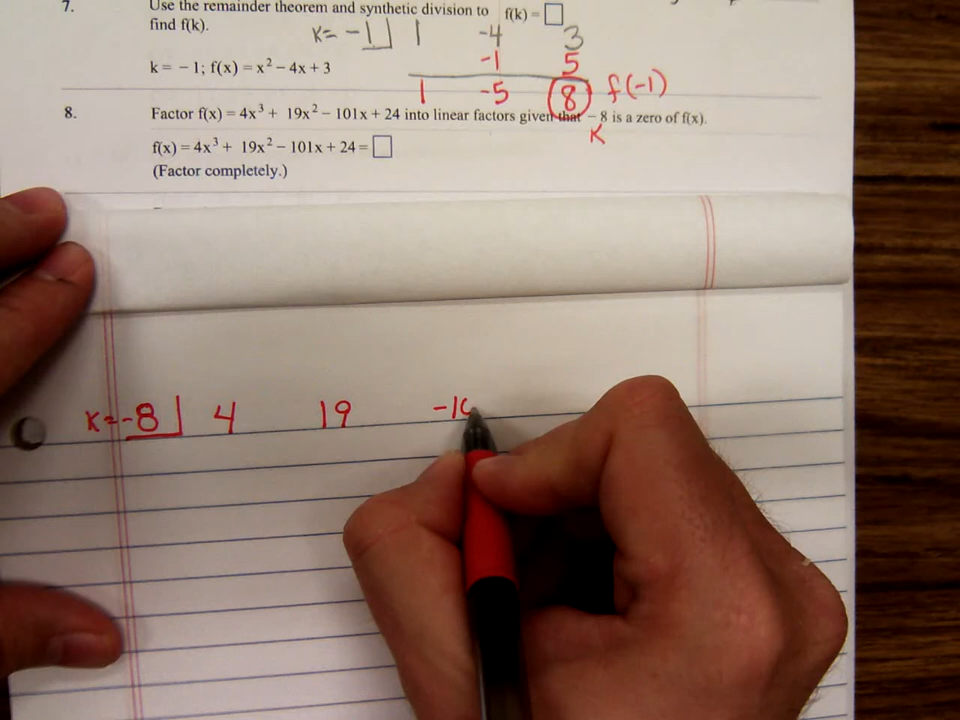 7. Use the remainder theorem and synthetic division to f(k) = □
find f(k).
K = -1 1 -4 3
k = − 1; f(x) = x² − 4x + 3
-1 5
1 -5 8 f(-1)
8. Factor f(x) = 4x³ + 19x² − 101x + 24 into linear factors given that − 8 is a zero of f(x).
K
f(x) = 4x³ + 19x² − 101x + 24 = □
(Factor completely.)
K = -8 4 19 -10